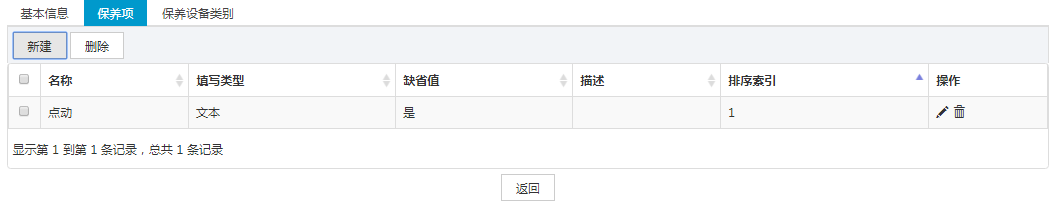 基本信息 保养项 保养设备类别
新建 删除
名称 填写类型 缺省值 描述 排序索引 操作
点动 文本 是 1
显示第 1 到第 1 条记录，总共 1 条记录
返回